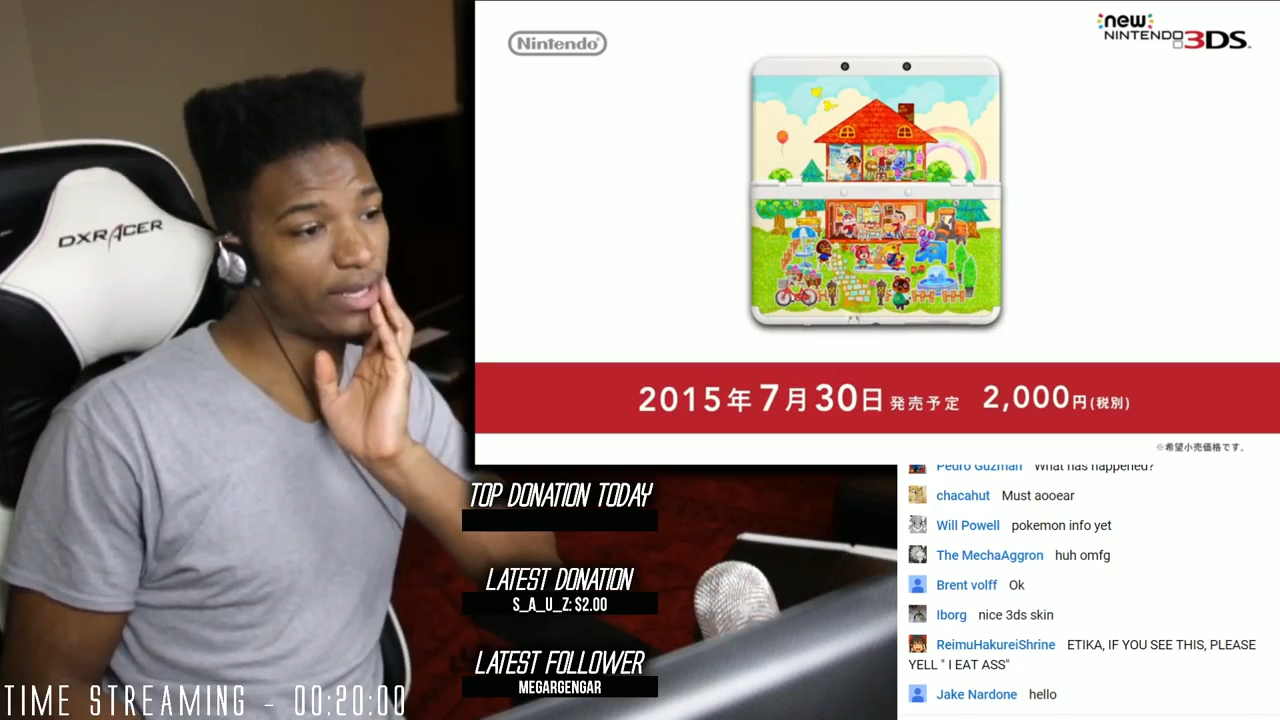 Nintendo
new
NINTENDO 3DS
DXRACER
2015年7月30日 発売予定 2,000円(税別)
※希望小売価格です。
Pedro Guzman What has happened?
chacahut Must aooear
Will Powell pokemon info yet
The MechaAggron huh omfg
Brent volff Ok
Iborg nice 3ds skin
ReimuHakureiShrine ETIKA, IF YOU SEE THIS, PLEASE
YELL " I EAT ASS"
Jake Nardone hello
TOP DONATION TODAY
LATEST DONATION
S_A_U_Z: $2.00
LATEST FOLLOWER
MEGARGENGAR
TIME STREAMING - 00:20:00